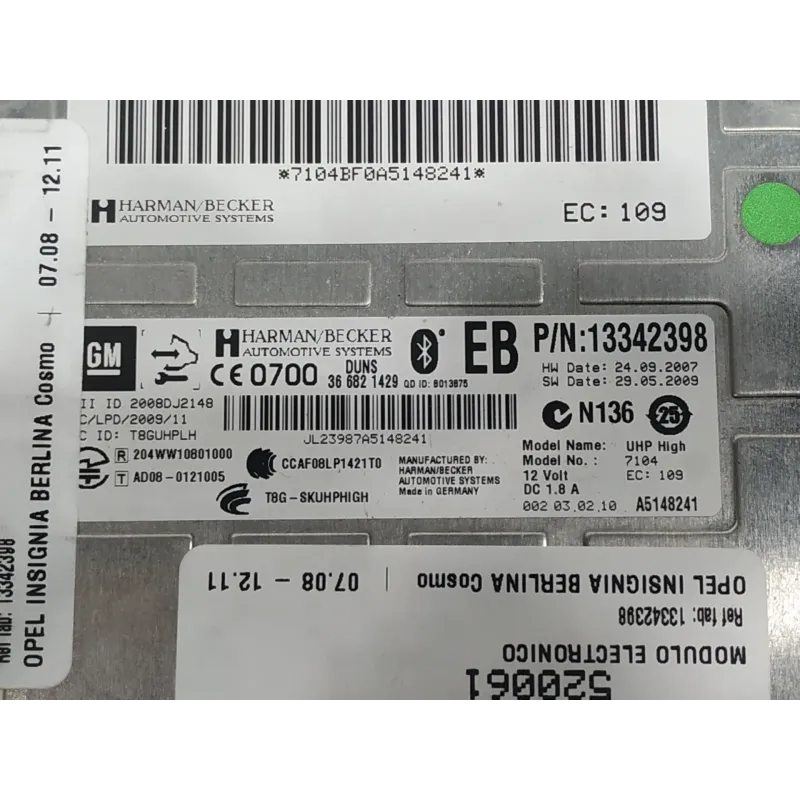 *7104BF0A5148241*
HARMAN/BECKER
AUTOMOTIVE SYSTEMS
EC: 109
GM
HARMAN/BECKER
AUTOMOTIVE SYSTEMS
CE 0700
DUNS
36 682 1429
QD ID: B013875
EB
P/N:13342398
HW Date: 24.09.2007
SW Date: 29.05.2009
II ID 2008DJ2148
C/LPD/2009/11
C ID: T8GUHPLH
JL23987A5148241
N136
25
R 204WW10801000
T AD08-0121005
CCAF08LP1421T0
T8G-SKUHPHIGH
MANUFACTURED BY:
HARMAN/BECKER
AUTOMOTIVE SYSTEMS
Made in GERMANY
Model Name: UHP High
Model No.: 7104
12 Volt EC: 109
DC 1.8 A
002 03.02.10 A5148241
Ref fab: 13342398
OPEL INSIGNIA BERLINA Cosmo | 07.08 - 12.11
520061
MODULO ELECTRONICO
Ref fab: 13342398
OPEL INSIGNIA BERLINA Cosmo | 07.08 - 12.11